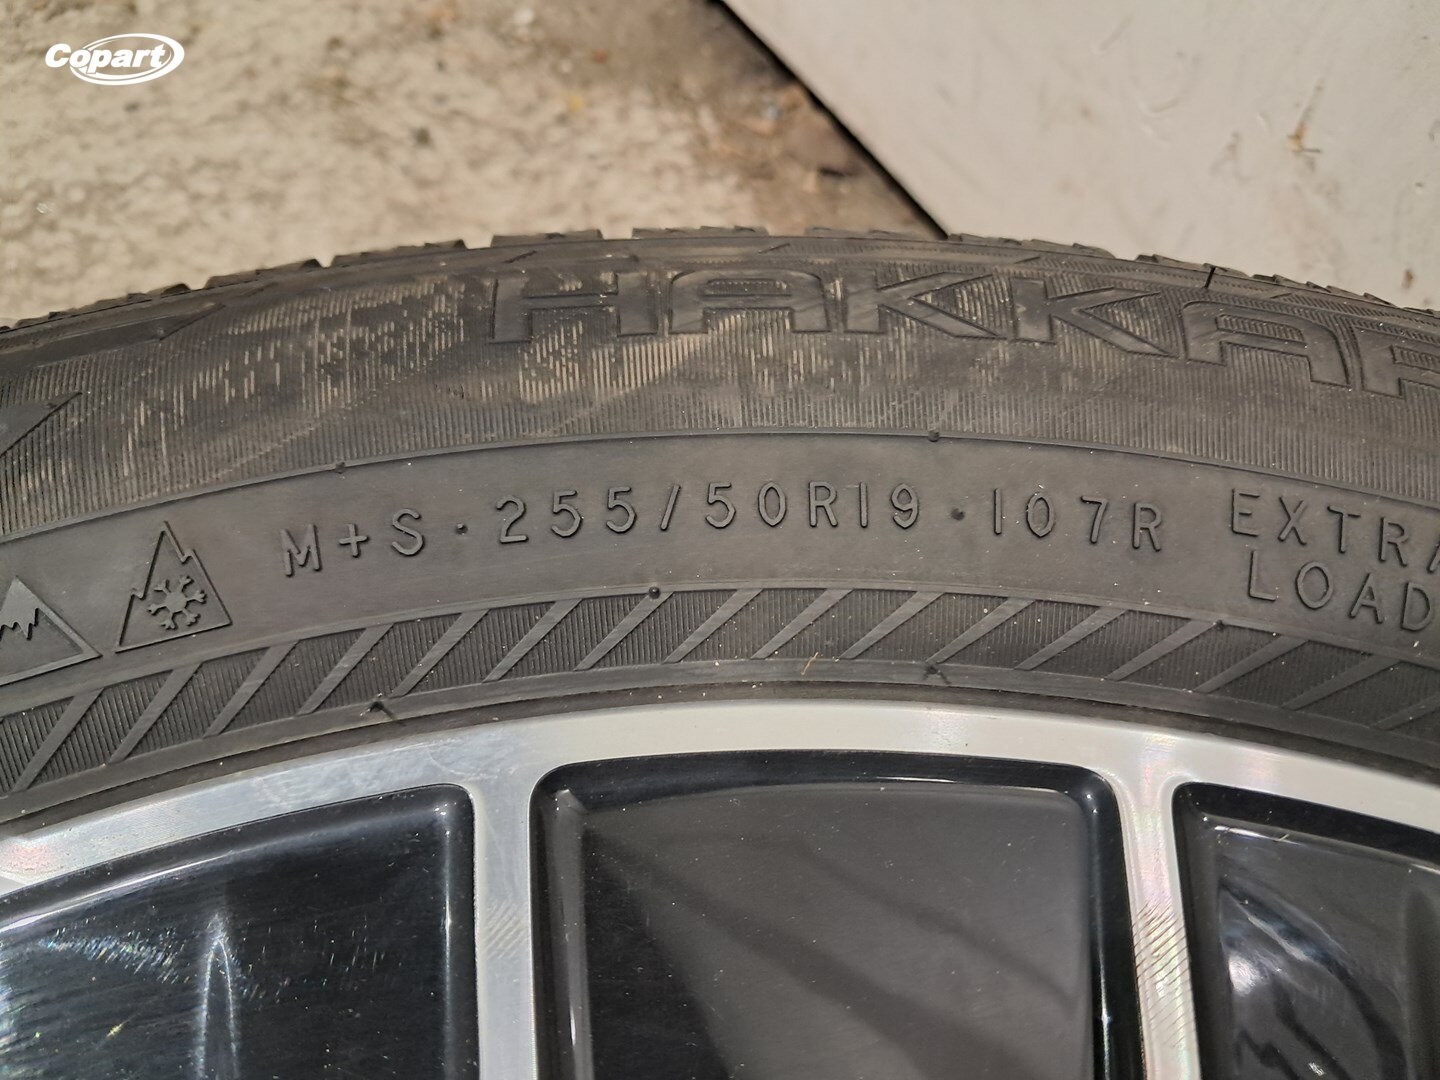 Copart
HAKKAP
M+S · 255/50R19 · 107R EXTRA
LOAD